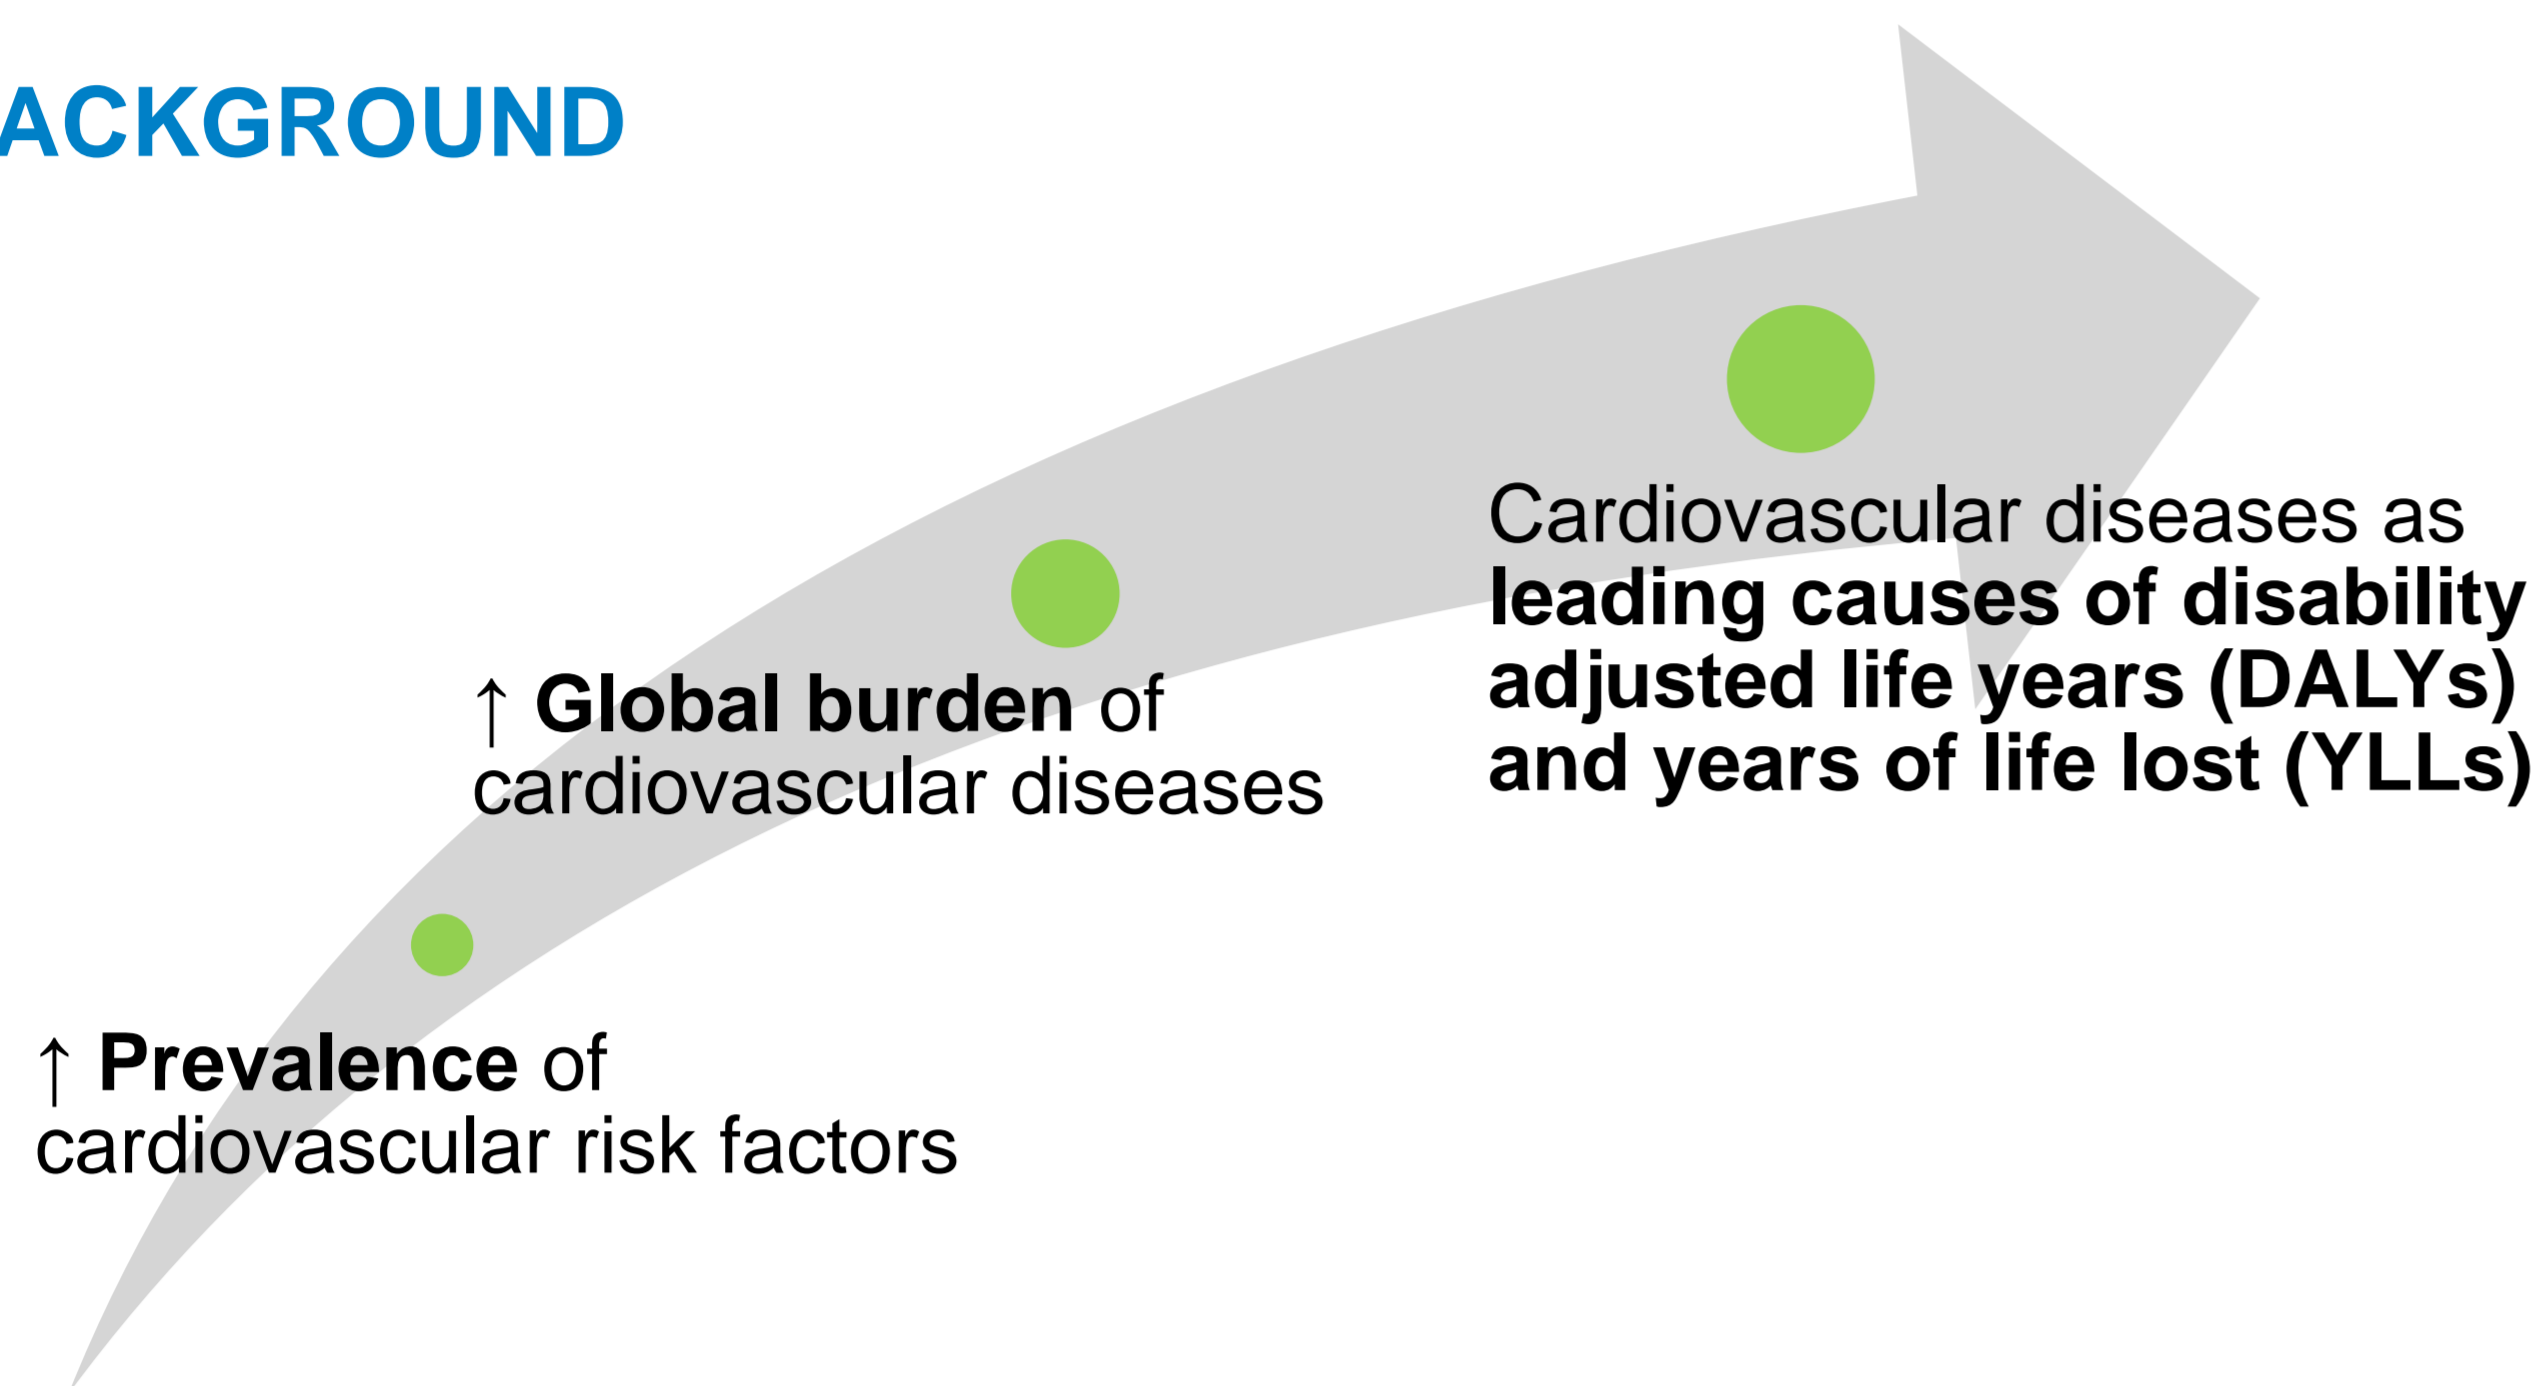 ACKGROUND
↑ Prevalence of
cardiovascular risk factors
↑ Global burden of
cardiovascular diseases
Cardiovascular diseases as
leading causes of disability
adjusted life years (DALYs)
and years of life lost (YLLs)